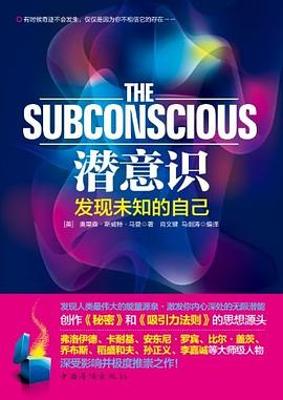 有时候奇迹不会发生，仅仅是因为你不相信它的存在——
THE
SUBCONSCIOUS
潜意识
发现未知的自己
[美] 奥里森·斯威特·马登 著 肖文键 马剑涛 编译
发现人类最伟大的能量源泉·激发你内心深处的无限潜能
创作《秘密》和《吸引力法则》的思想源头
弗洛伊德、卡耐基、安东尼·罗宾、比尔·盖茨、
乔布斯、稻盛和夫、孙正义、李嘉诚等大师级人物
深受影响并极度推崇之作！